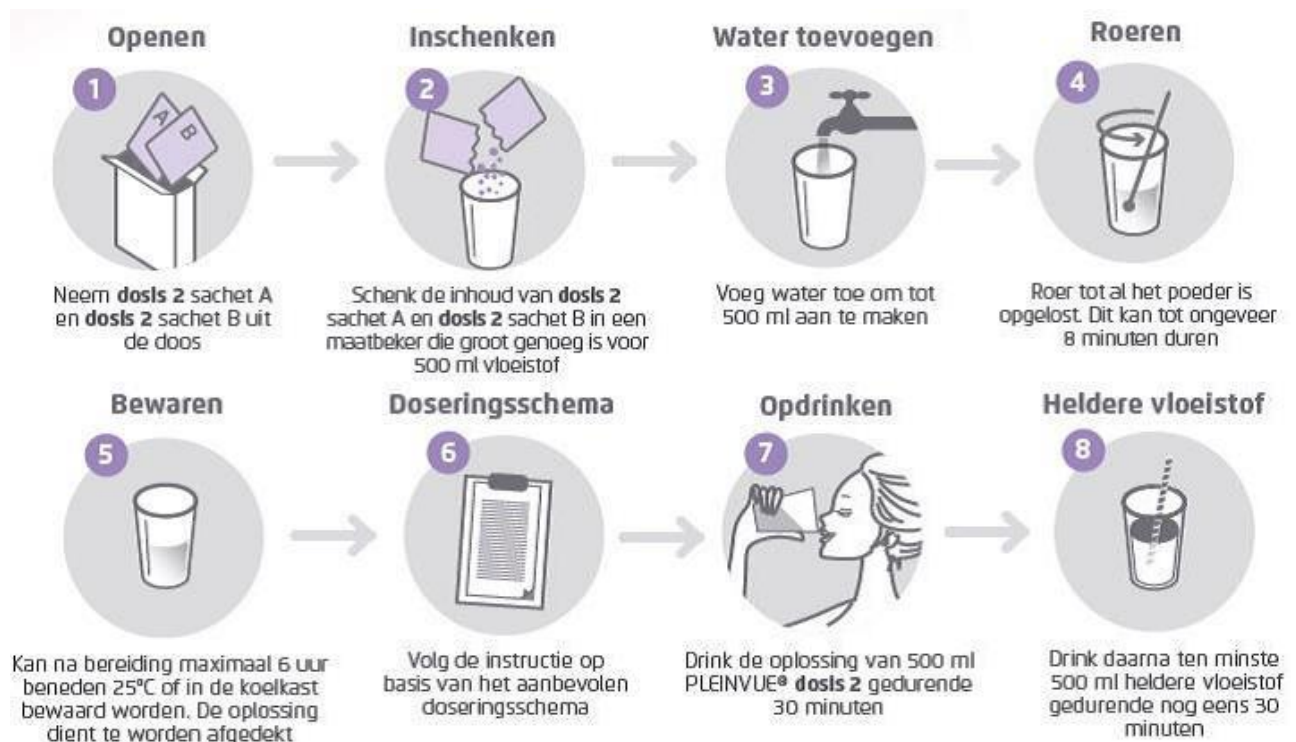 Openen
1
A
B
Neem dosis 2 sachet A
en dosis 2 sachet B uit
de doos
Inschenken
2
Schenk de inhoud van dosis 2
sachet A en dosis 2 sachet B in een
maatbeker die groot genoeg is voor
500 ml vloeistof
Water toevoegen
3
Voeg water toe om tot
500 ml aan te maken
Roeren
4
Roer tot al het poeder is
opgelost. Dit kan tot ongeveer
8 minuten duren
Bewaren
5
Kan na bereiding maximaal 6 uur
beneden 25°C of in de koelkast
bewaard worden. De oplossing
dient te worden afgedekt
Doseringsschema
6
Volg de instructie op
basis van het aanbevolen
doseringsschema
Opdrinken
7
Drink de oplossing van 500 ml
PLEINVUE® dosis 2 gedurende
30 minuten
Heldere vloeistof
8
Drink daarna ten minste
500 ml heldere vloeistof
gedurende nog eens 30
minuten